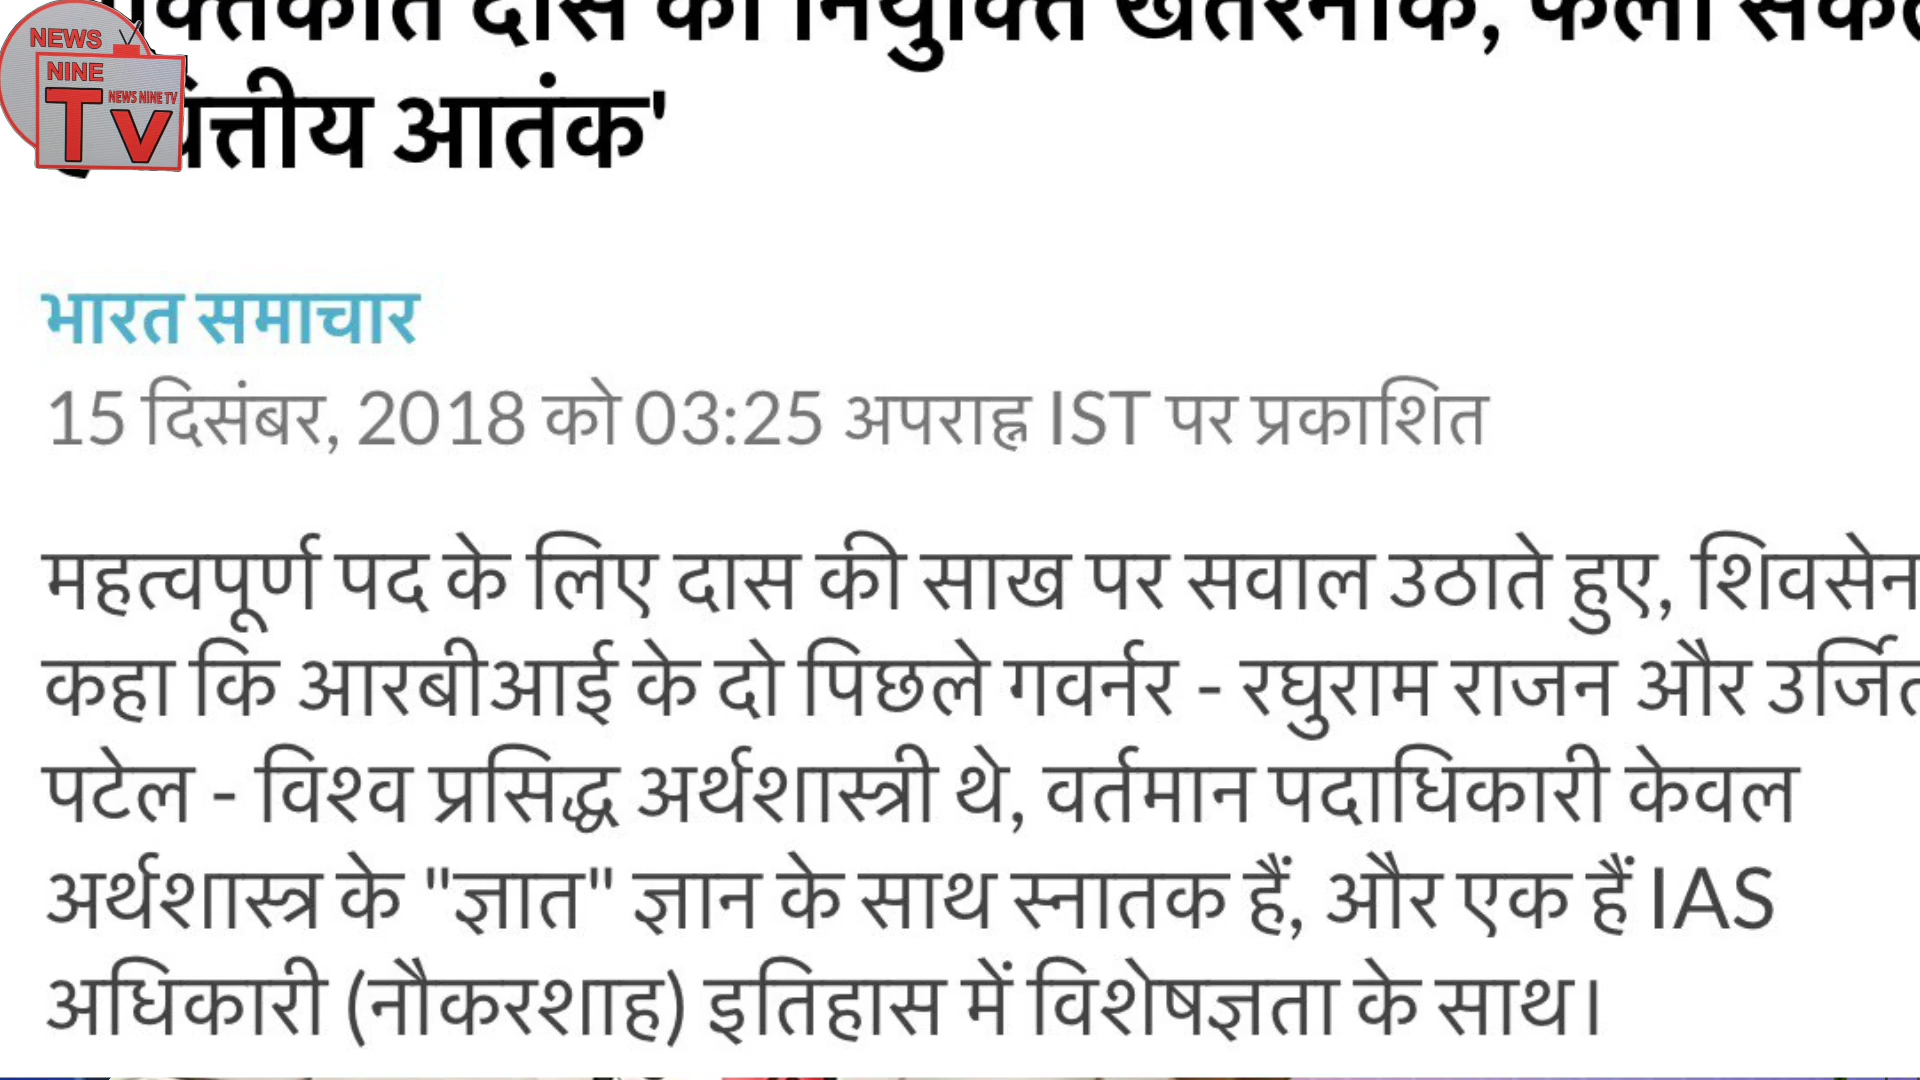 दास की नियुक्ति खतरनाक, फैला
आतंक'
NEWS
NINE
NEWS NINE TV
TV
भारत समाचार
15 दिसंबर, 2018 को 03:25 अपराह्न IST पर प्रकाशित
महत्वपूर्ण पद के लिए दास की साख पर सवाल उठाते हुए,
कहा कि आरबीआई के दो पिछले गवर्नर - रघुराम राजन और
पटेल - विश्व प्रसिद्ध अर्थशास्त्री थे, वर्तमान पदाधिकारी केवल
अर्थशास्त्र के "ज्ञात" ज्ञान के साथ स्नातक हैं, और एक हैं IAS
अधिकारी (नौकरशाह) इतिहास में विशेषज्ञता के साथ।